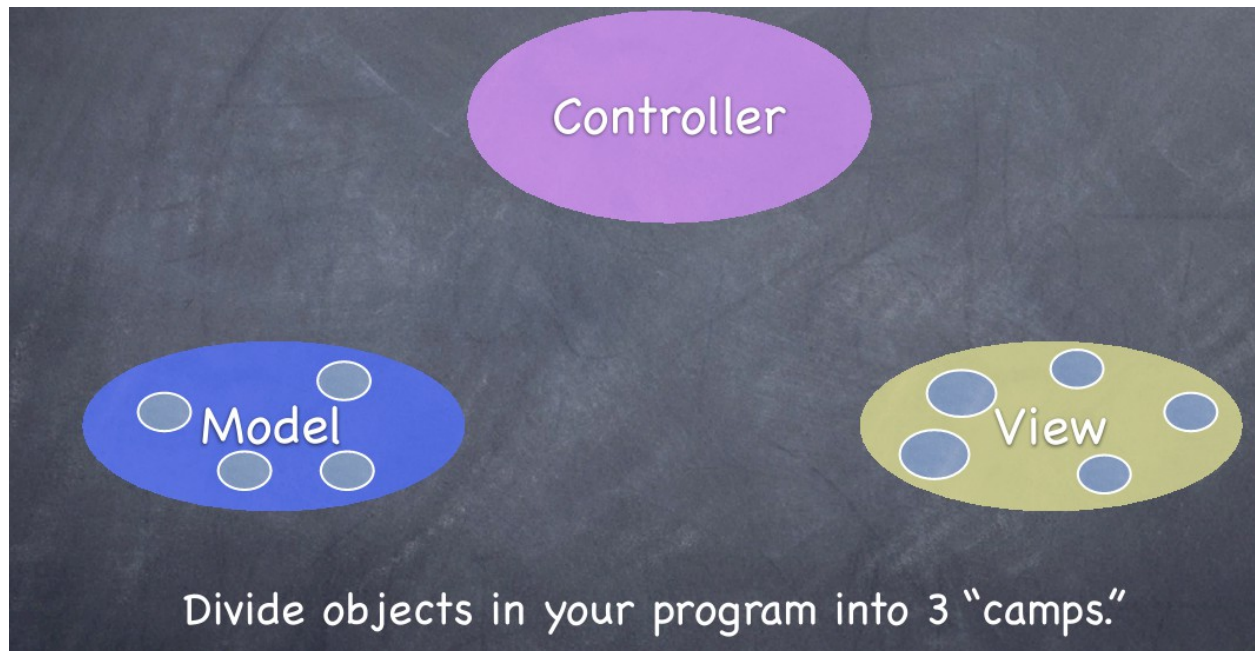 Controller
Model
View
Divide objects in your program into 3 “camps.”